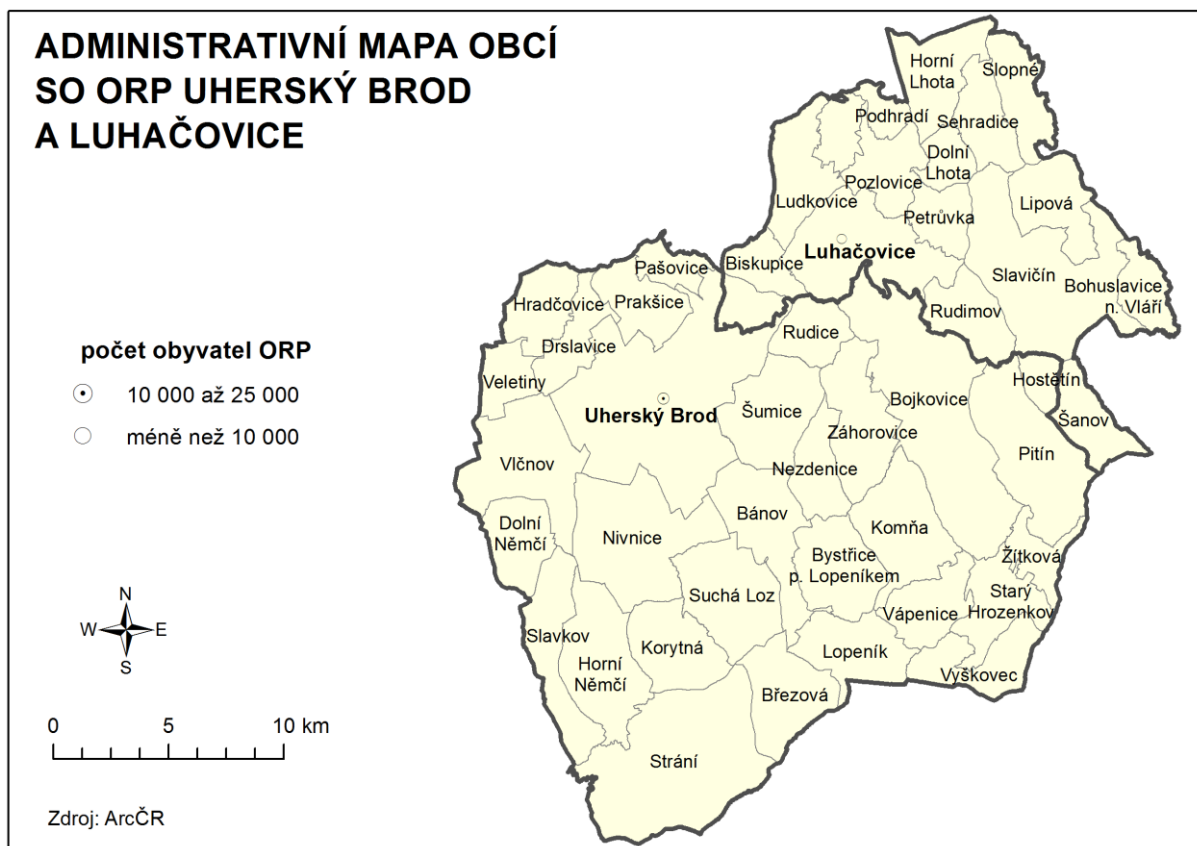 ADMINISTRATIVNÍ MAPA OBCÍ
SO ORP UHERSKÝ BROD
A LUHAČOVICE
Horní
Lhota
Slopné
Podhradí
Sehradice
Dolní
Lhota
Pozlovice
Ludkovice
Petrůvka
Lipová
Luhačovice
Biskupice
Slavičín
Bohuslavice
n. Vláří
Rudimov
Pašovice
Prakšice
Hradčovice
Drslavice
Rudice
Veletiny
Hostětín
Šanov
Bojkovice
Šumice
Uherský Brod
Záhorovice
Pitín
Vlčnov
Nezdenice
Bánov
Dolní
Němčí
Nivnice
Komňa
Bystřice
p. Lopeníkem
Žítková
Starý
Hrozenkov
Suchá Loz
Vápenice
Slavkov
Korytná
Lopeník
Horní
Němčí
Vyškovec
Březová
Strání
počet obyvatel ORP
10 000 až 25 000
méně než 10 000
N
W E
S
0 5 10 km
Zdroj: ArcČR